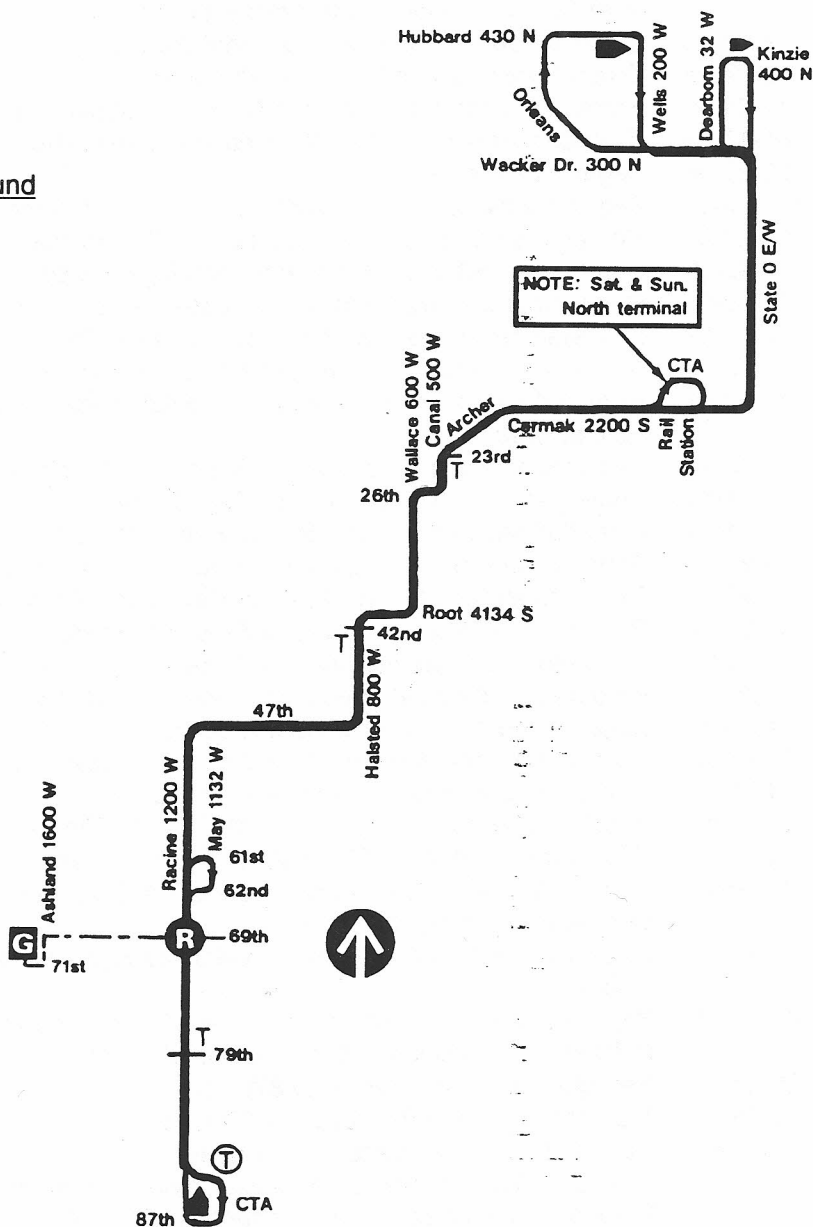 Hubbard 430 N
Wells 200 W
Dearborn 32 W
Kinzie
400 N
Orleans
Wacker Dr. 300 N
und
State 0 E/W
NOTE: Sat. & Sun.
North terminal
CTA
Rail
Station
Cermak 2200 S
Archer
Wallace 600 W
Canal 500 W
T
23rd
26th
Root 4134 S
T
42nd
Halsted 800 W
47th
Racine 1200 W
May 1132 W
61st
62nd
Ashland 1600 W
G
71st
R
69th
T
79th
T
CTA
87th